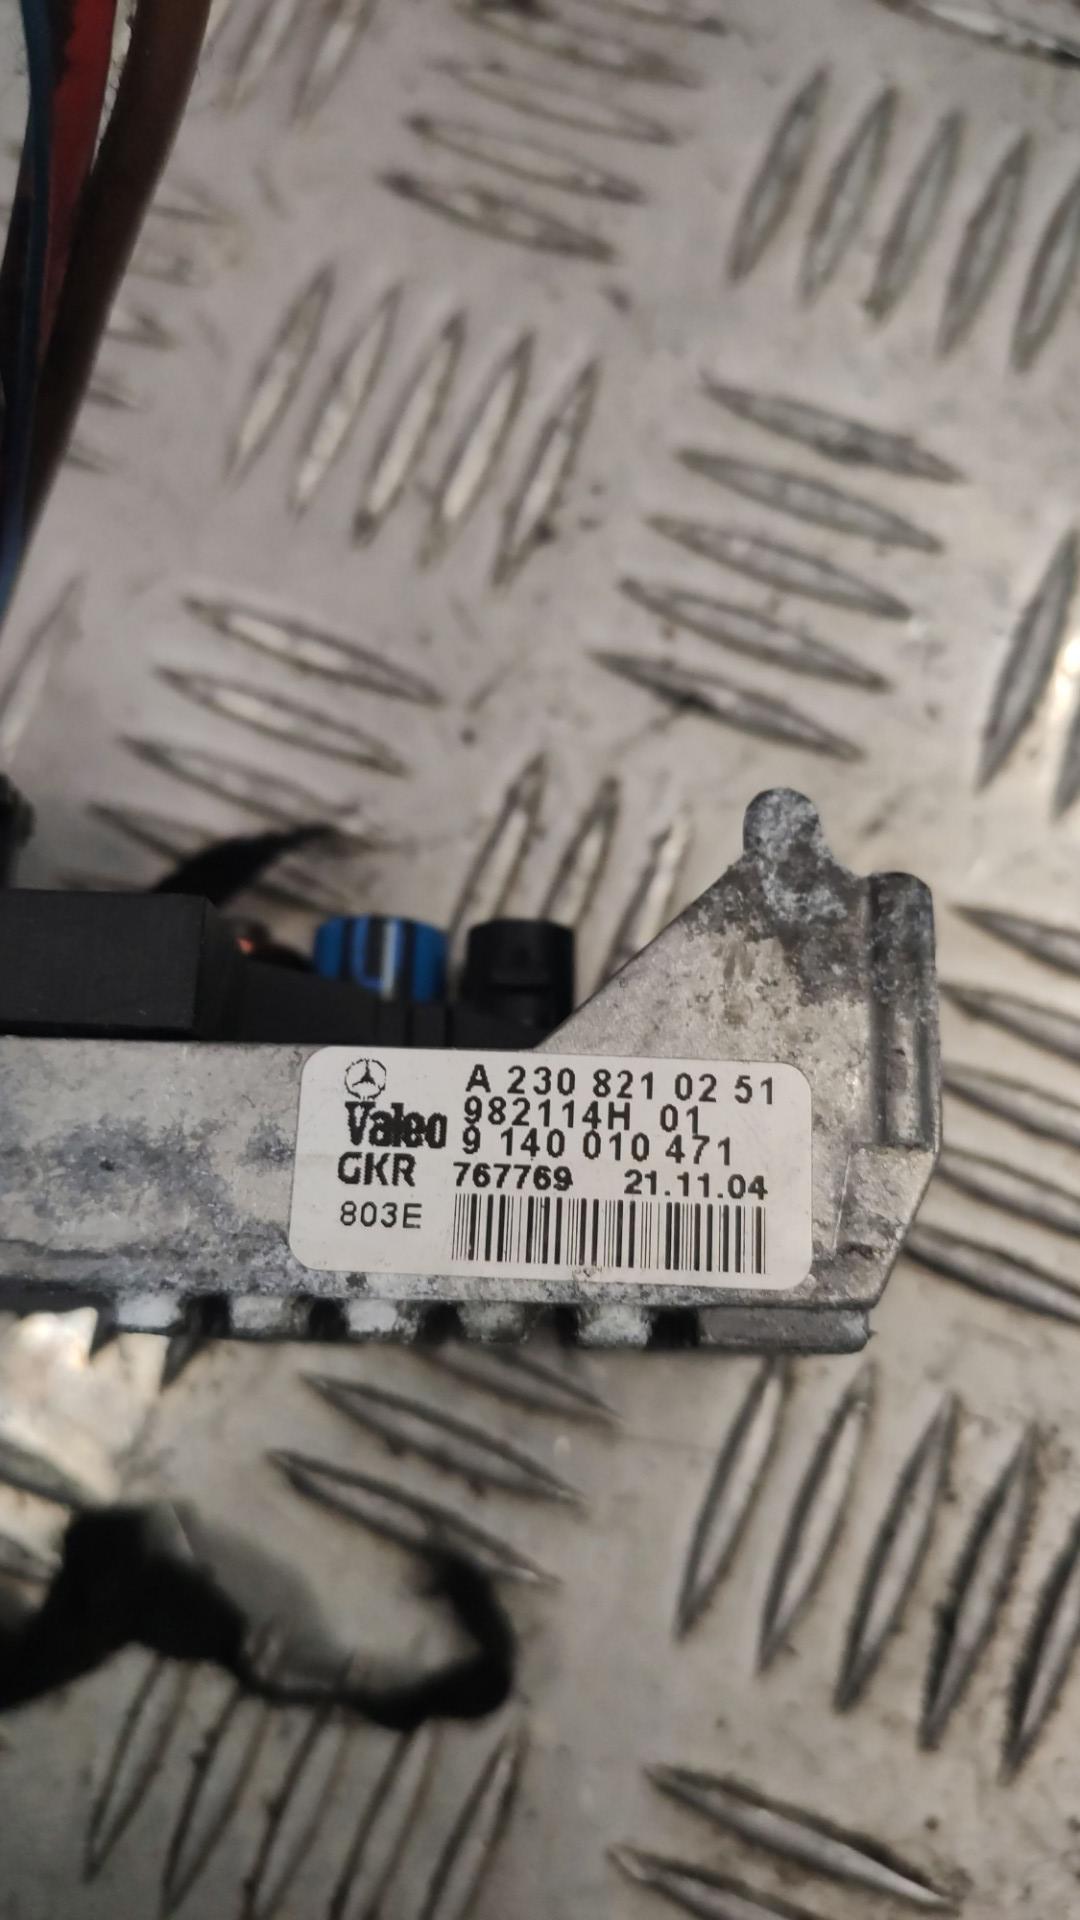 A 230 821 02 51
982114H 01
Valeo
9 140 010 471
GKR 767769 21.11.04
803E